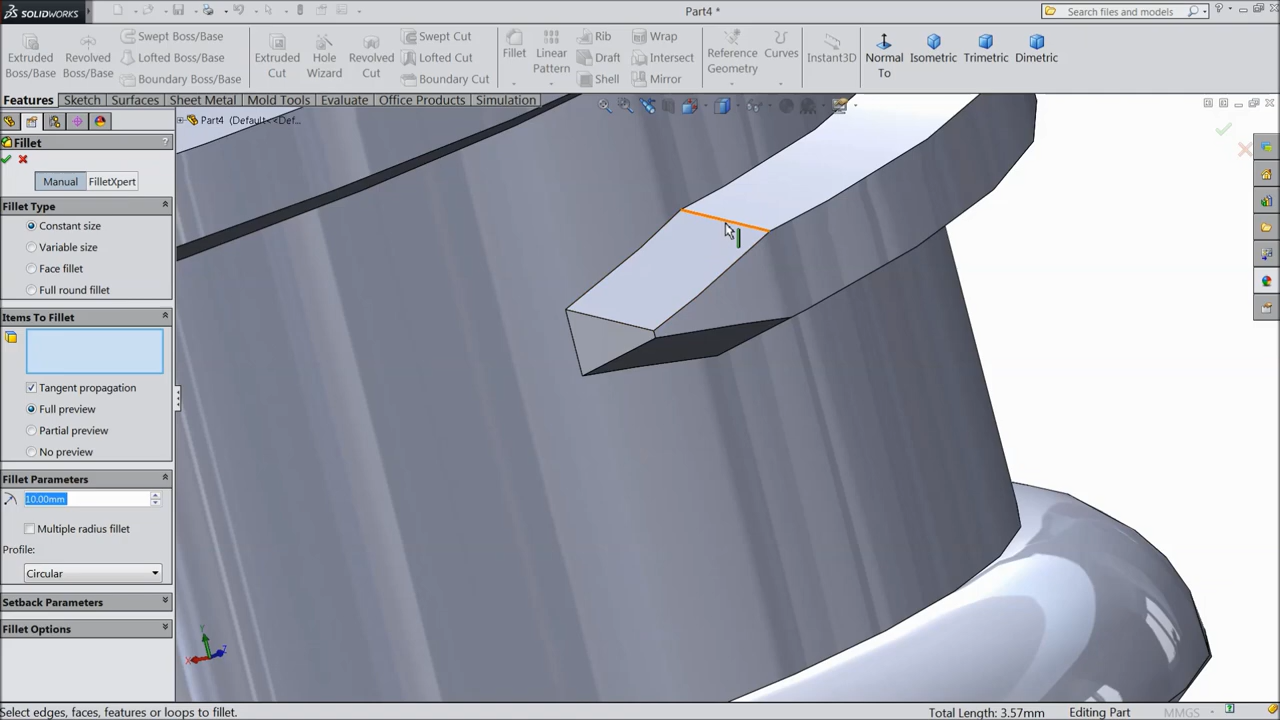 SOLIDWORKS
Part4 *
Search files and models
Extruded Boss/Base
Revolved Boss/Base
Swept Boss/Base
Lofted Boss/Base
Boundary Boss/Base
Extruded Cut
Hole Wizard
Revolved Cut
Swept Cut
Lofted Cut
Boundary Cut
Fillet
Linear Pattern
Rib
Draft
Shell
Wrap
Intersect
Mirror
Reference Geometry
Curves
Instant3D
Normal To
Isometric
Trimetric
Dimetric
Features
Sketch
Surfaces
Sheet Metal
Mold Tools
Evaluate
Office Products
Simulation
Part4 (Default<<Def...
Fillet
?
Manual
FilletXpert
Fillet Type
Constant size
Variable size
Face fillet
Full round fillet
Items To Fillet
Tangent propagation
Full preview
Partial preview
No preview
Fillet Parameters
10.00mm
Multiple radius fillet
Profile:
Circular
Setback Parameters
Fillet Options
Y
X
Z
Select edges, faces, features or loops to fillet.
Total Length: 3.57mm
Editing Part
MMGS